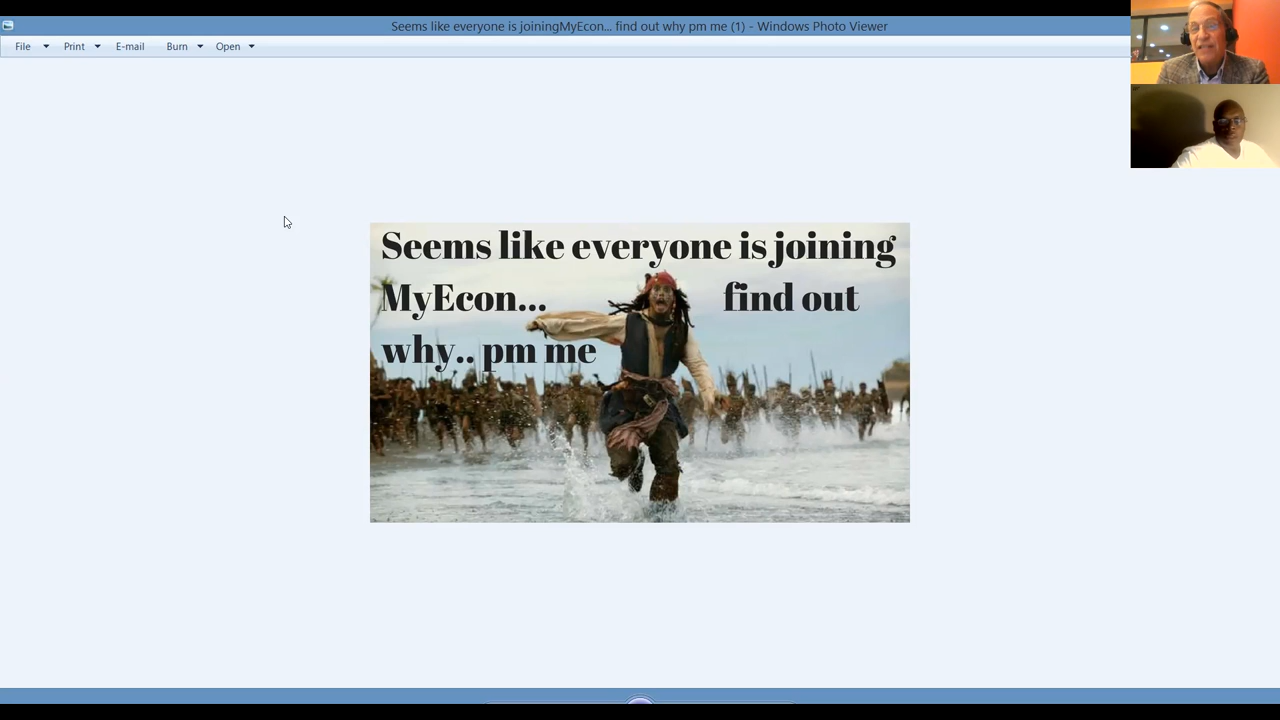 Seems like everyone is joiningMyEcon... find out why pm me (1) - Windows Photo Viewer
File Print E-mail Burn Open
Seems like everyone is joining
MyEcon... find out
why.. pm me